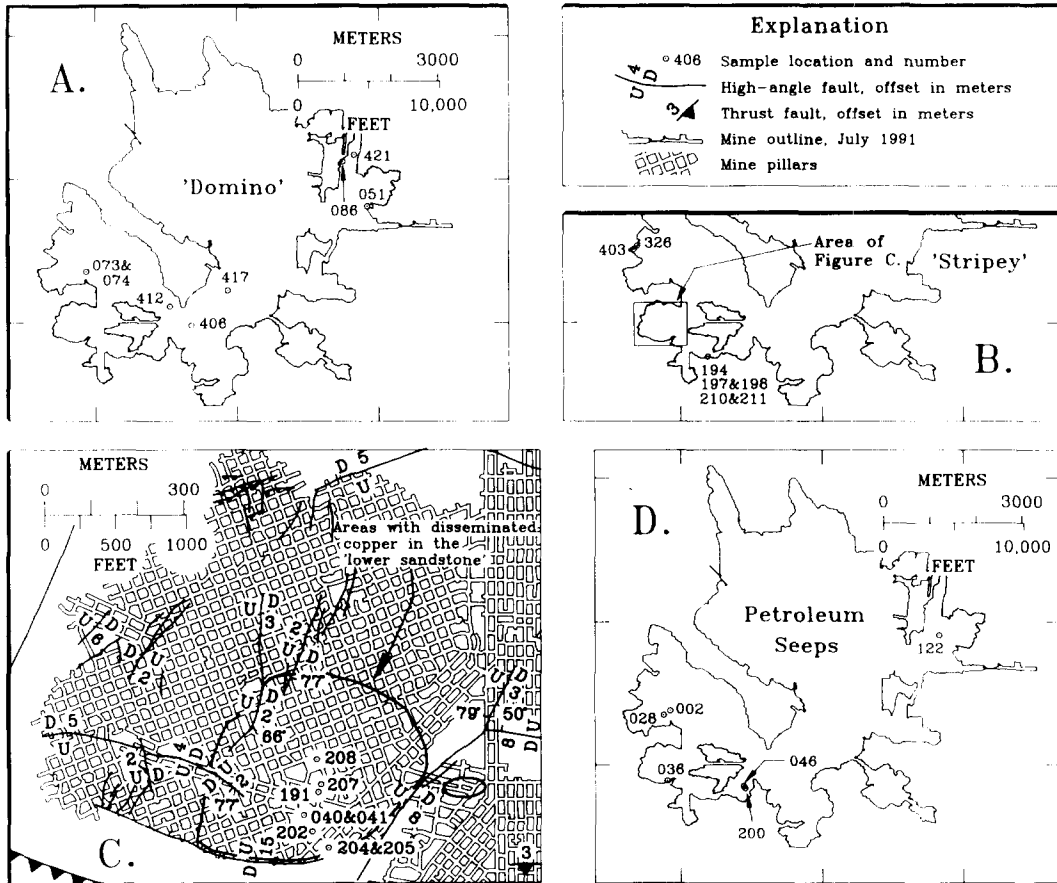 A.
METERS
0 3000
0 10,000
FEET
'Domino'
421
086
051
073&
074
417
412
406
Explanation
406 Sample location and number
U 4 D High-angle fault, offset in meters
3 Thrust fault, offset in meters
Mine outline, July 1991
Mine pillars
403
326
Area of
Figure C.
'Stripey'
B.
194
197&198
210&211
METERS
0 300
0 500 1000
FEET
D 5
U
Areas with disseminated
copper in the
'lower sandstone'
U 6 D
D U 2
U D 3
2 U D
77
U D 2
66°
D 5
U
2 U D
U 4 D
U 2
D
77
79°
U D 3
50°
D U
8
208
207
191
040&041
202
204&205
U D 8
D U 15
3
C.
D.
METERS
0 3000
0 10,000
FEET
Petroleum
Seeps
122
028
002
036
046
200